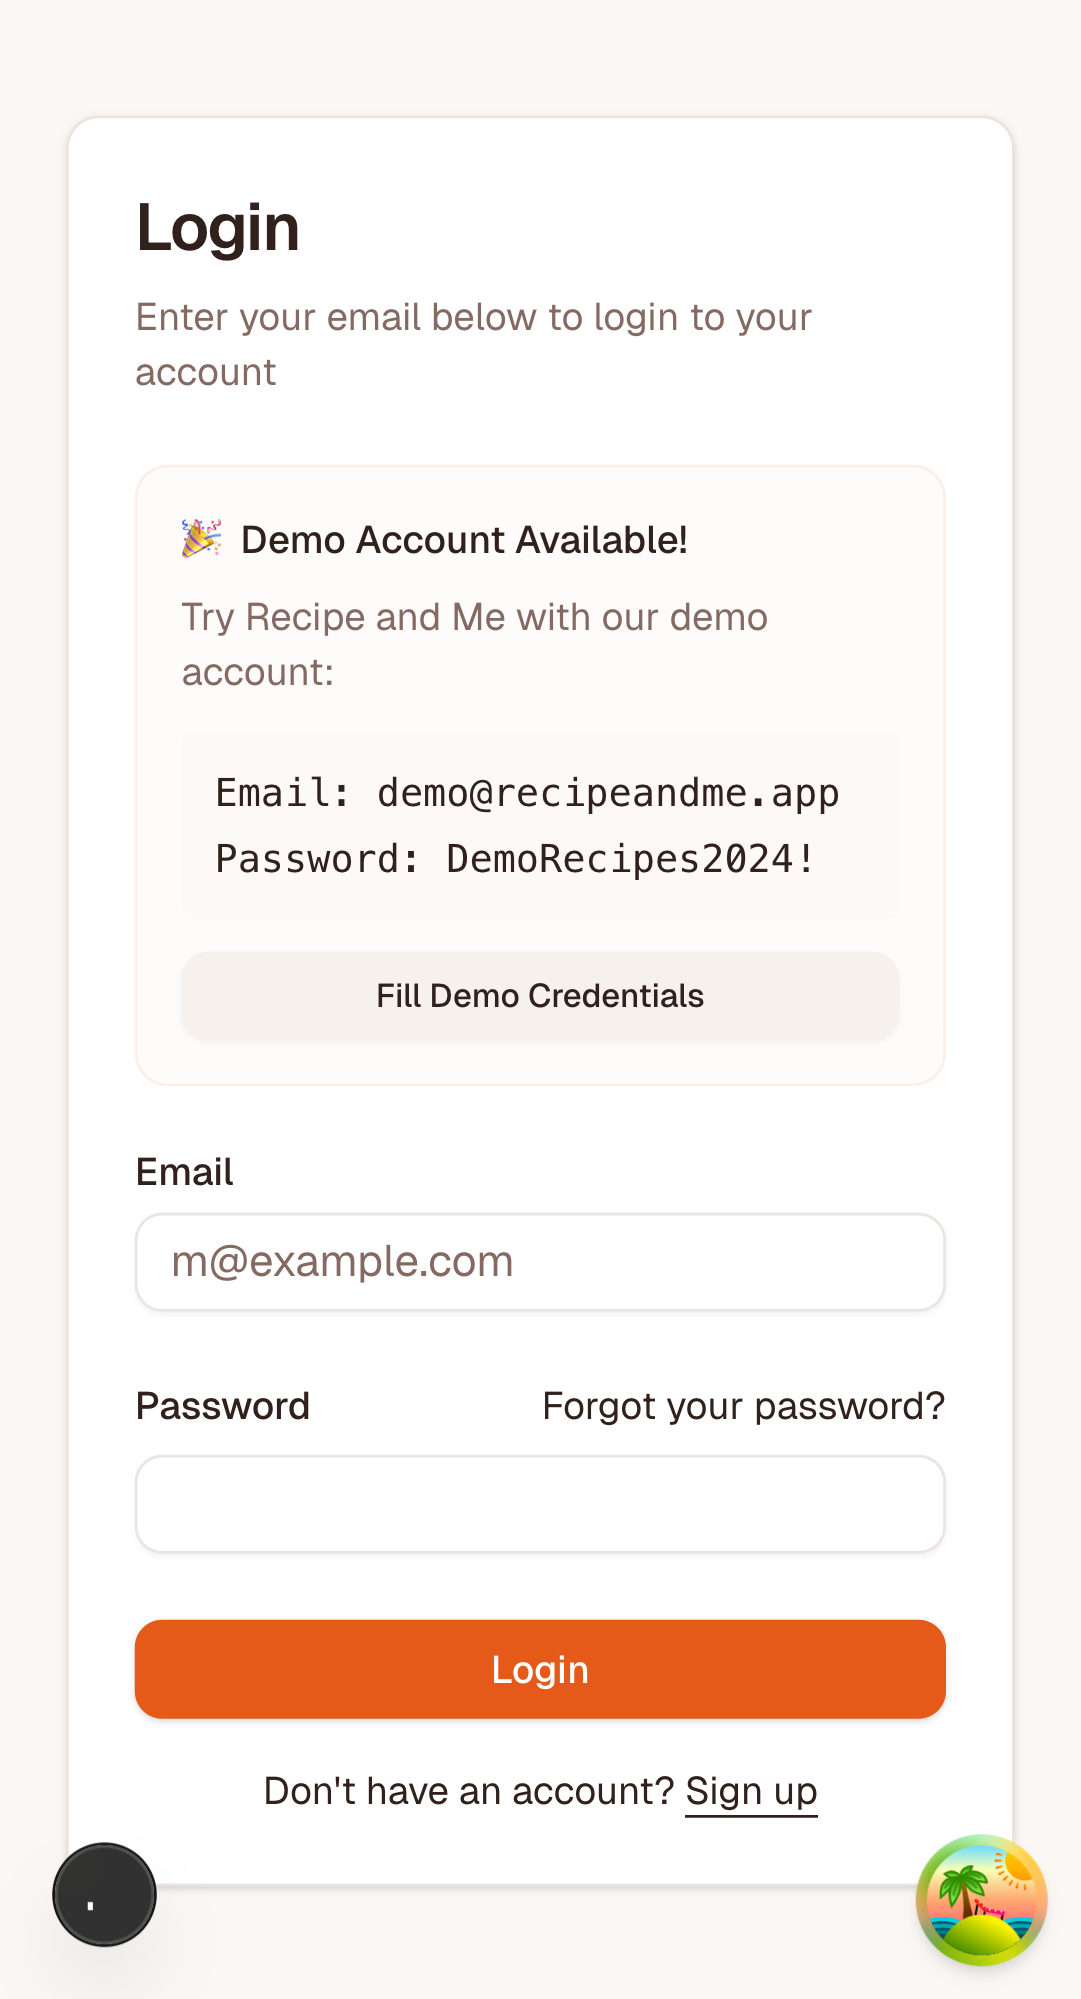 Login
Enter your email below to login to your
account
🎉 Demo Account Available!
Try Recipe and Me with our demo
account:
Email: demo@recipeandme.app
Password: DemoRecipes2024!
Fill Demo Credentials
Email
m@example.com
Password Forgot your password?
Login
Don't have an account? Sign up